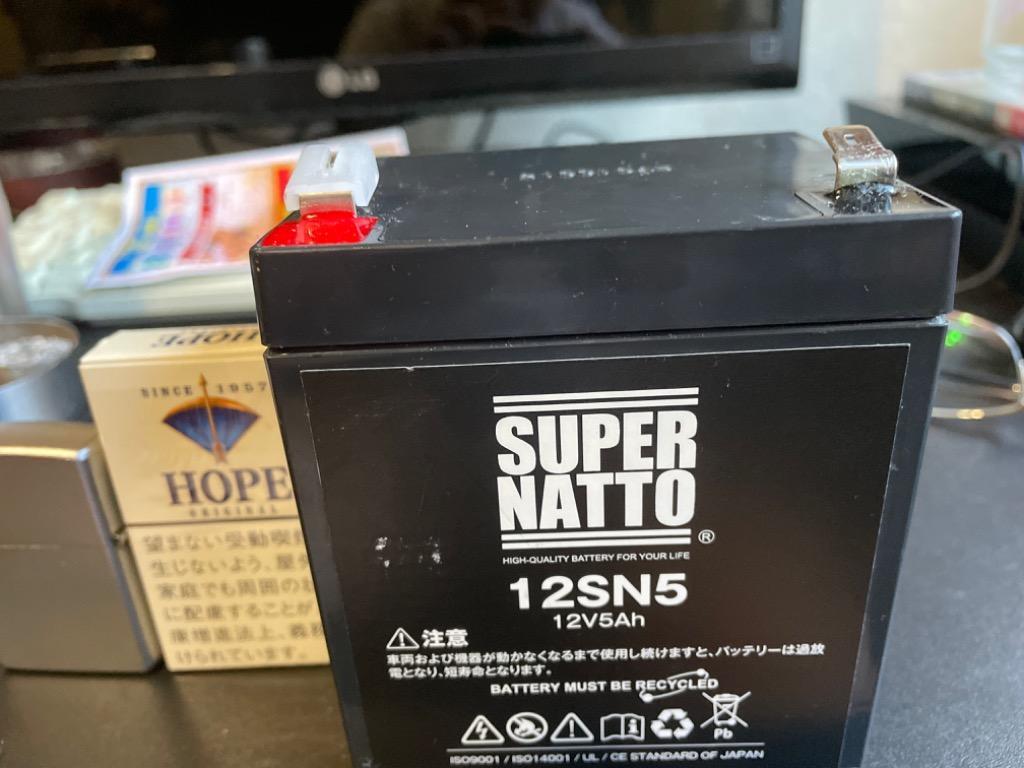 LG
HOPE
SINCE 1957
HOPE
ORIGINAL
望まない受動喫
生じないよう、屋
家庭でも周囲の
に配慮することが
康増進法上、義務
けられています。
SUPER
NATTO
®
HIGH-QUALITY BATTERY FOR YOUR LIFE
12SN5
12V5Ah
注意
車両および機器が動かなくなるまで使用し続けますと、バッテリーは過放
電となり、短寿命となります。
BATTERY MUST BE RECYCLED
Pb
ISO9001 / ISO14001 / UL / CE STANDARD OF JAPAN